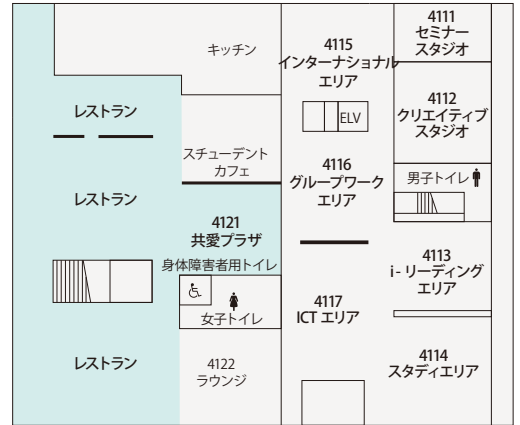 4111
セミナー
スタジオ
4115
インターナショナル
エリア
キッチン
4112
クリエイティブ
スタジオ
レストラン
ELV
スチューデント
カフェ
4116
グループワーク
エリア
男子トイレ
レストラン
4121
共愛プラザ
身体障害者用トイレ
4113
i-リーディング
エリア
女子トイレ
4117
ICT エリア
レストラン
4122
ラウンジ
4114
スタディエリア